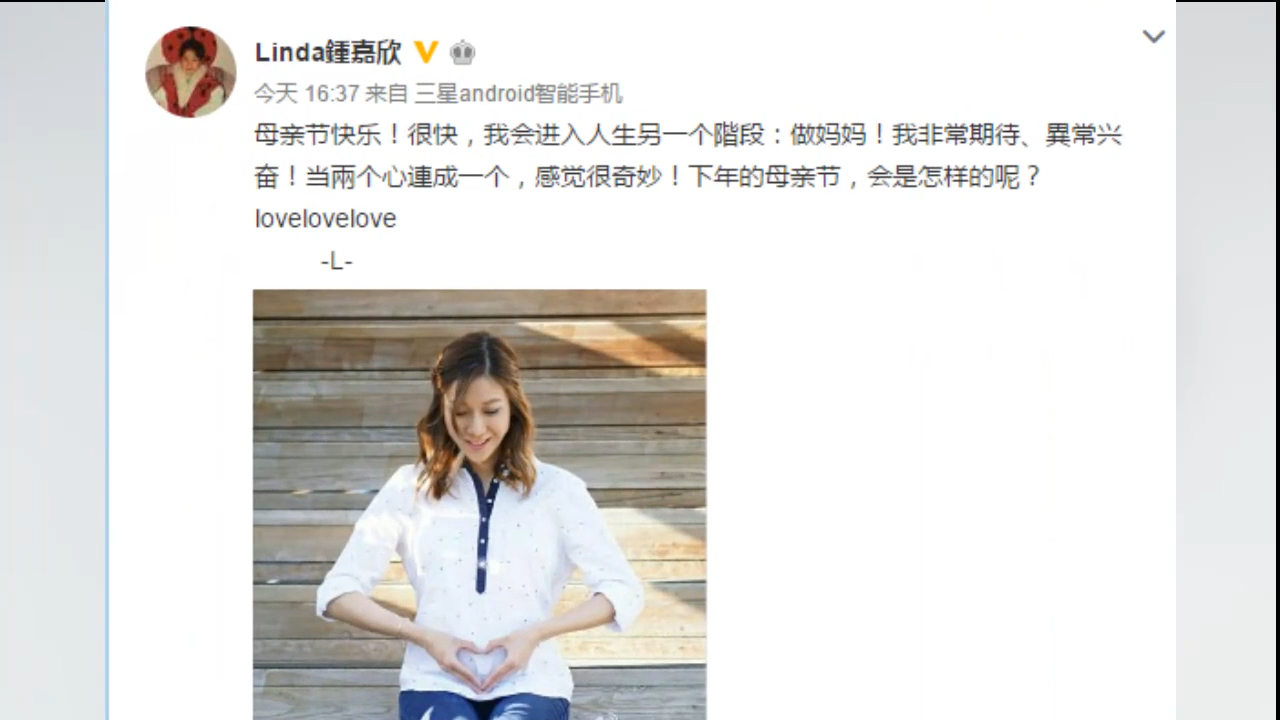 Linda鍾嘉欣
今天 16:37 来自 三星android智能手机
母亲节快乐！很快，我会进入人生另一个階段：做妈妈！我非常期待、異常兴
奋！当兩个心連成一个，感觉很奇妙！下年的母亲节，会是怎样的呢？
lovelovelove
-L-